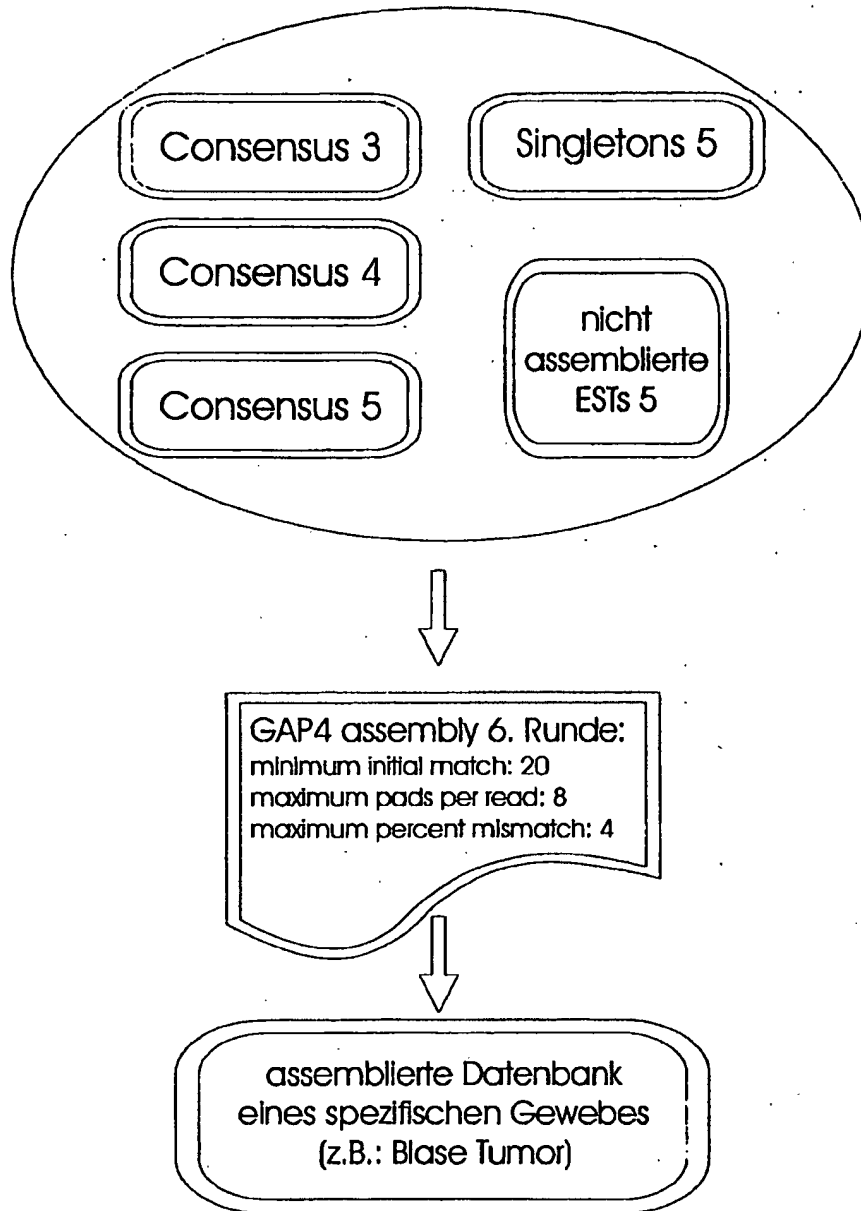 Consensus 3
Singletons 5
Consensus 4
nicht
assemblierte
ESTs 5
Consensus 5
GAP4 assembly 6. Runde:
minimum initial match: 20
maximum pads per read: 8
maximum percent mismatch: 4
assemblierte Datenbank
eines spezifischen Gewebes
(z.B.: Blase Tumor)